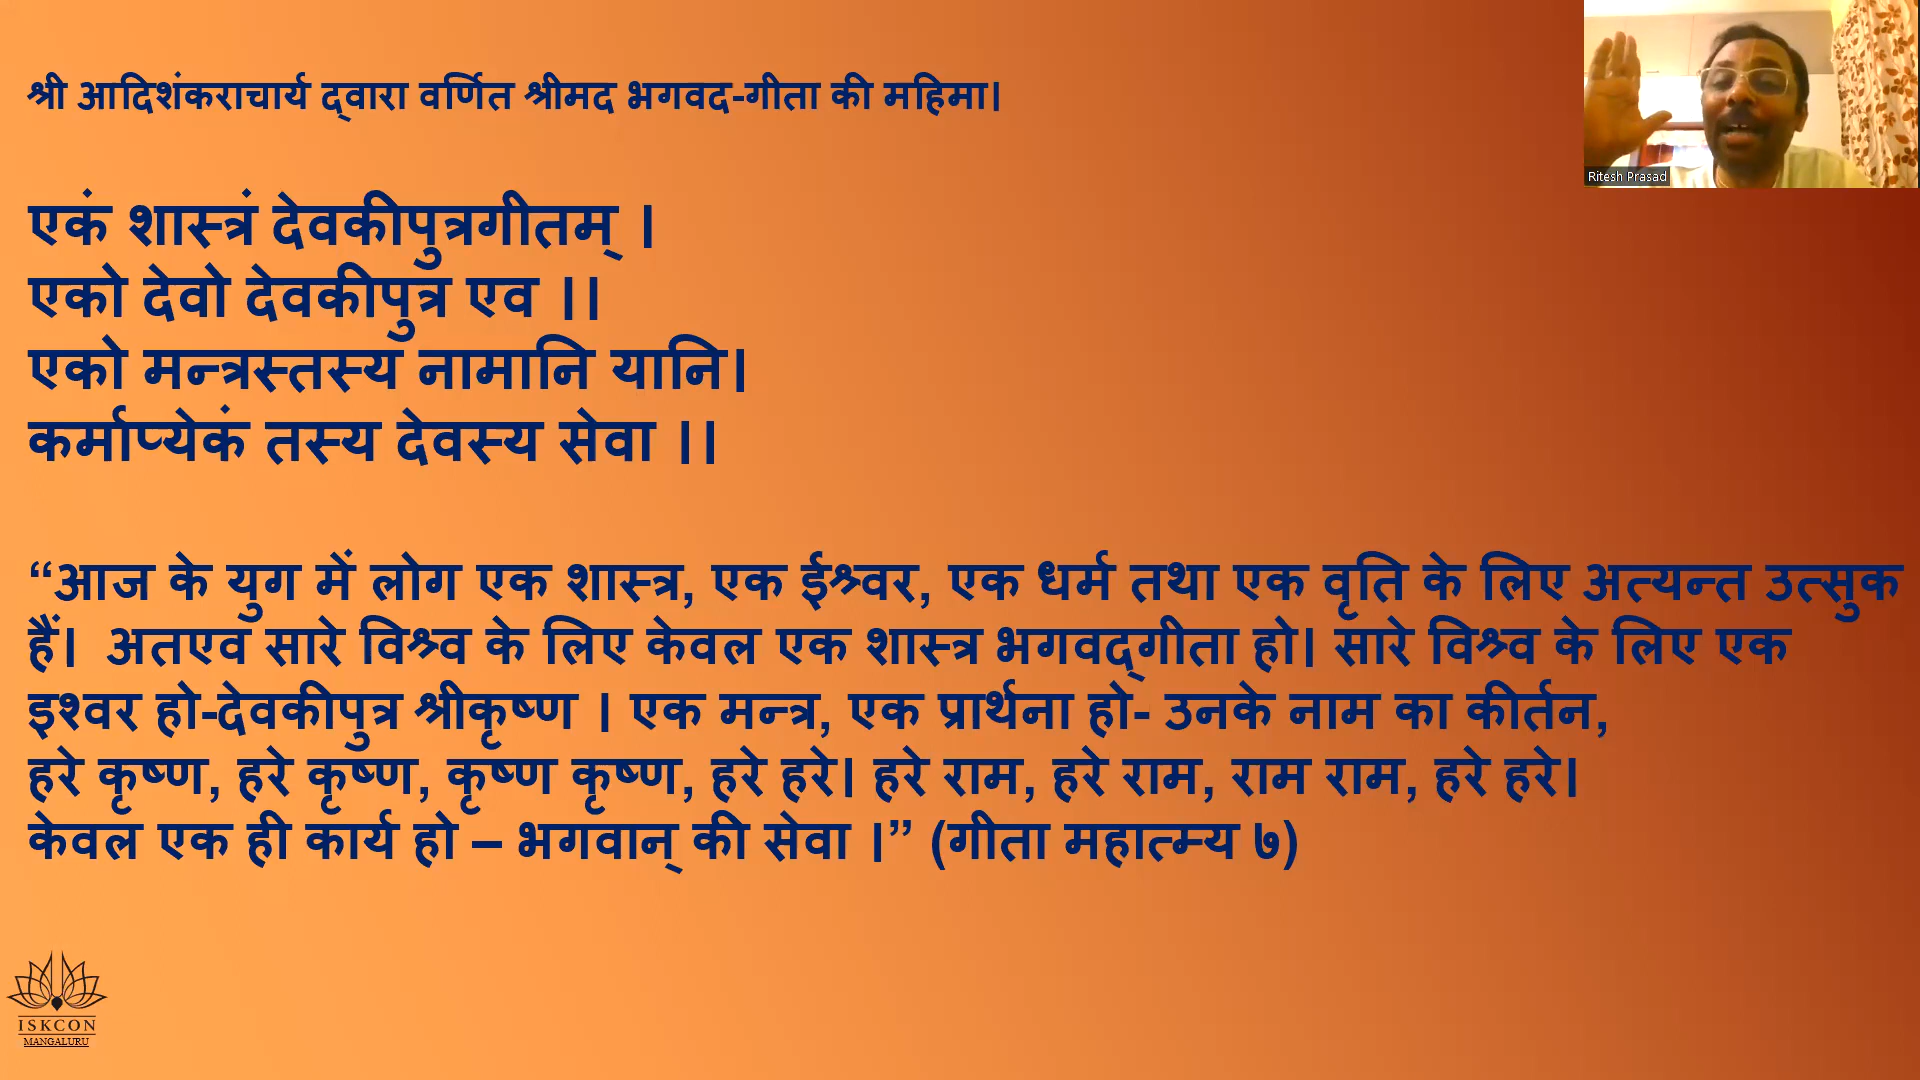 श्री आदिशंकराचार्य द्वारा वर्णित श्रीमद भगवद-गीता की महिमा।
Ritesh Prasad
एकं शास्त्रं देवकीपुत्रगीतम् ।
एको देवो देवकीपुत्र एव ।।
एको मन्त्रस्तस्य नामानि यानि।
कर्माप्येकं तस्य देवस्य सेवा ।।
“आज के युग में लोग एक शास्त्र, एक ईश्र्वर, एक धर्म तथा एक वृति के लिए अत्यन्त उत्सुक
हैं। अतएव सारे विश्र्व के लिए केवल एक शास्त्र भगवद्गीता हो। सारे विश्र्व के लिए एक
इश्वर हो-देवकीपुत्र श्रीकृष्ण । एक मन्त्र, एक प्रार्थना हो- उनके नाम का कीर्तन,
हरे कृष्ण, हरे कृष्ण, कृष्ण कृष्ण, हरे हरे। हरे राम, हरे राम, राम राम, हरे हरे।
केवल एक ही कार्य हो – भगवान् की सेवा ।” (गीता महात्म्य ७)
ISKCON
MANGALURU